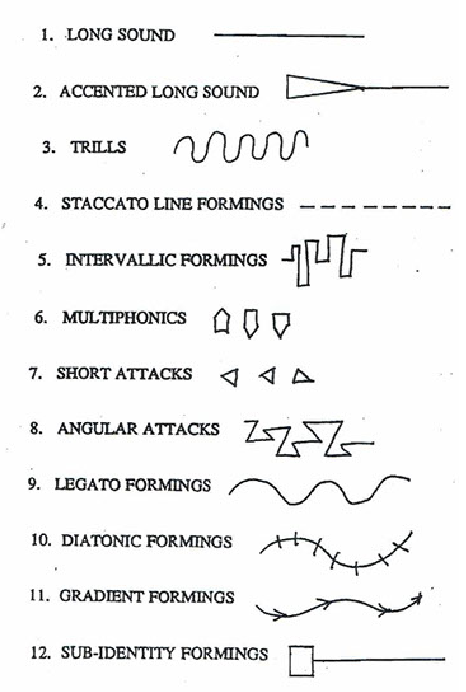 1. LONG SOUND
2. ACCENTED LONG SOUND
3. TRILLS
4. STACCATO LINE FORMINGS
5. INTERVALLIC FORMINGS
6. MULTIPHONICS
7. SHORT ATTACKS
8. ANGULAR ATTACKS
9. LEGATO FORMINGS
10. DIATONIC FORMINGS
11. GRADIENT FORMINGS
12. SUB-IDENTITY FORMINGS